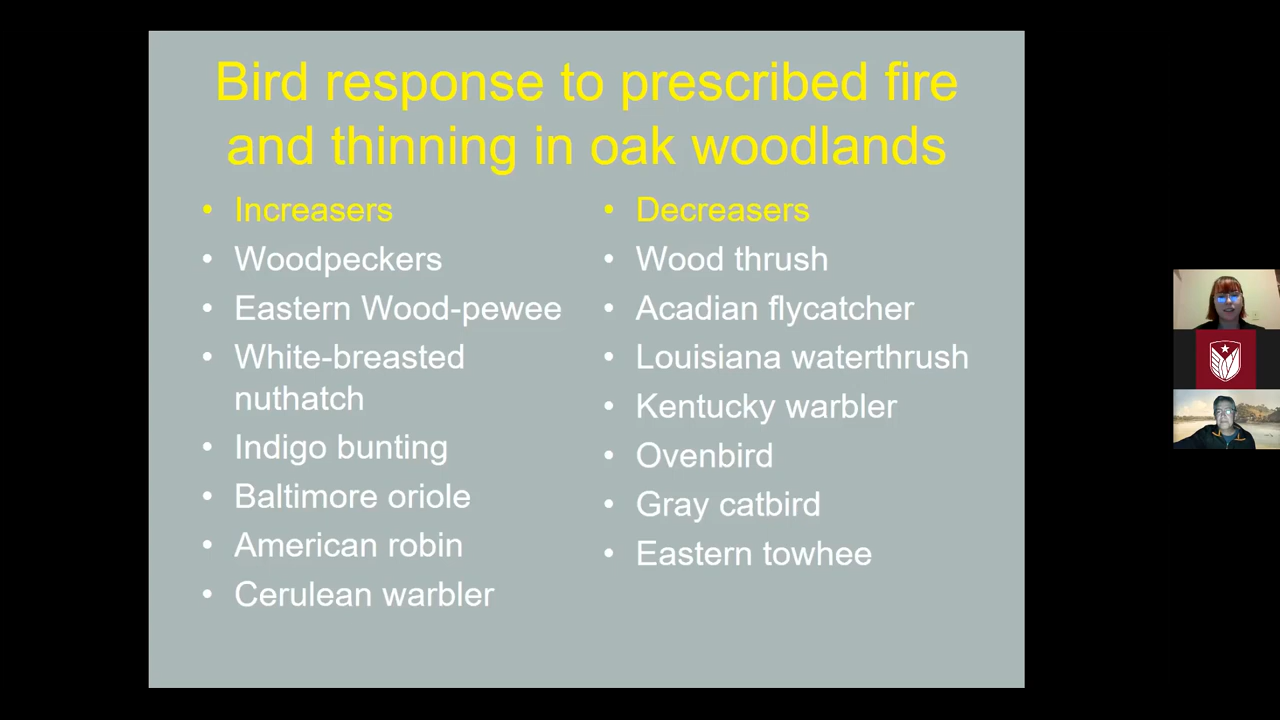 Bird response to prescribed fire
and thinning in oak woodlands
• Increasers
• Woodpeckers
• Eastern Wood-pewee
• White-breasted
nuthatch
• Indigo bunting
• Baltimore oriole
• American robin
• Cerulean warbler
• Decreasers
• Wood thrush
• Acadian flycatcher
• Louisiana waterthrush
• Kentucky warbler
• Ovenbird
• Gray catbird
• Eastern towhee